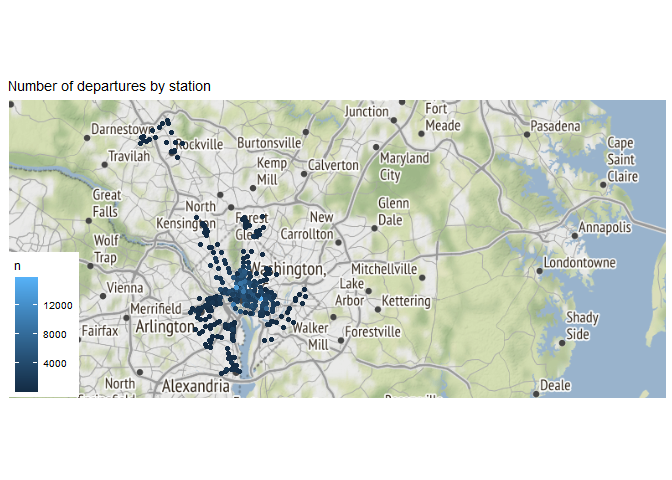 Number of departures by station
Junction
Fort
Meade
Darnestow
Rockville
Burtonsville
Pasadena
Travilah
Kemp
Mill
Calverton
Maryland
City
Cape
Saint
Claire
Great
Falls
North
Kensington
Forest
Gle
New
Carrollton
Glenn
Dale
Annapolis
Wolf
Trap
n
Washington,
Mitchellville
Londontowne
Vienna
Lake
Arbor
Kettering
12000
Merrifield
8000
Fairfax
Arlington
Walker
Mill
Forestville
Shady
Side
4000
North
Alexandria
Deale